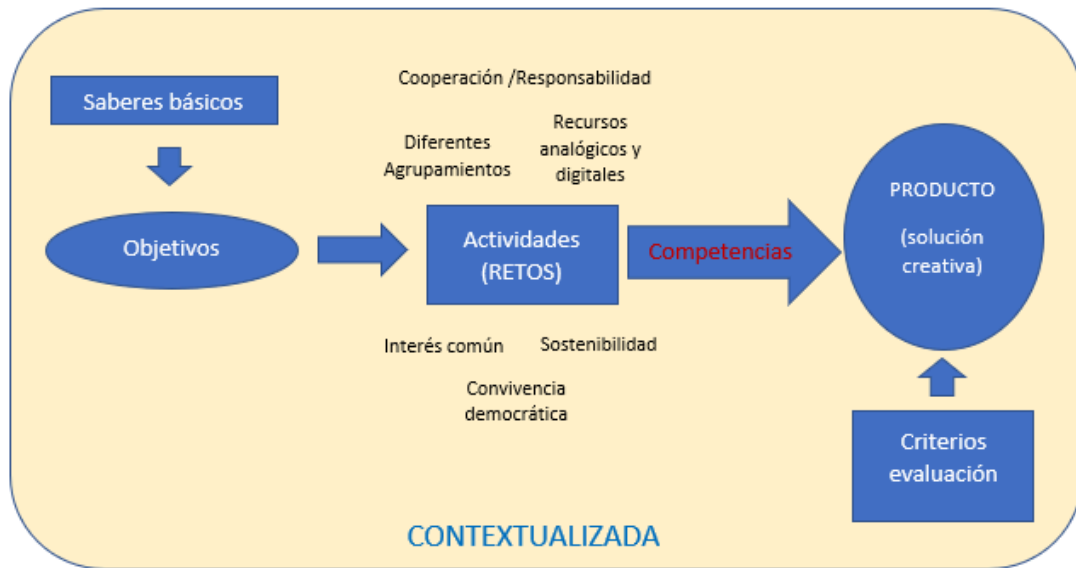 Saberes básicos
Cooperación /Responsabilidad
Diferentes
Agrupamientos
Recursos
analógicos y
digitales
Objetivos
Actividades
(RETOS)
Competencias
PRODUCTO
(solución
creativa)
Interés común
Sostenibilidad
Convivencia
democrática
Criterios
evaluación
CONTEXTUALIZADA